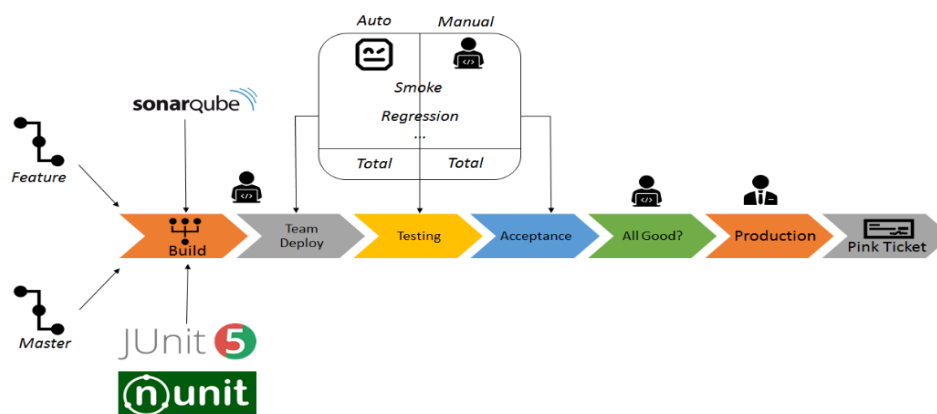 Auto Manual
Smoke
Regression
...
Total Total
sonarqube
Feature
Build
Team
Deploy
Testing
Acceptance
All Good?
Production
Pink Ticket
Master
JUnit 5
nunit